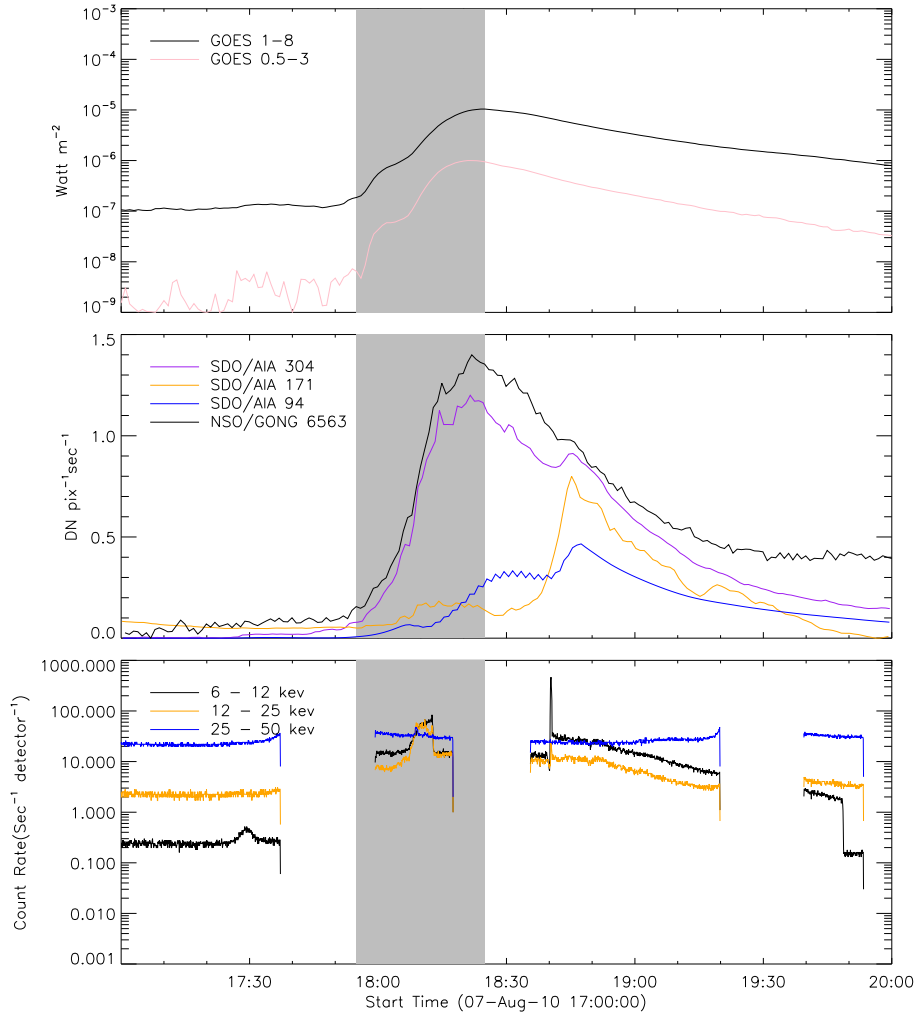 10⁻³
10⁻⁴
10⁻⁵
10⁻⁶
10⁻⁷
10⁻⁸
10⁻⁹
Watt m⁻²
GOES 1−8
GOES 0.5−3
1.5
1.0
0.5
0.0
DN pix⁻¹sec⁻¹
SDO/AIA 304
SDO/AIA 171
SDO/AIA 94
NSO/GONG 6563
1000.000
100.000
10.000
1.000
0.100
0.010
0.001
Count Rate(Sec⁻¹ detector⁻¹)
6 − 12 kev
12 − 25 kev
25 − 50 kev
17:30 18:00 18:30 19:00 19:30 20:00
Start Time (07−Aug−10 17:00:00)